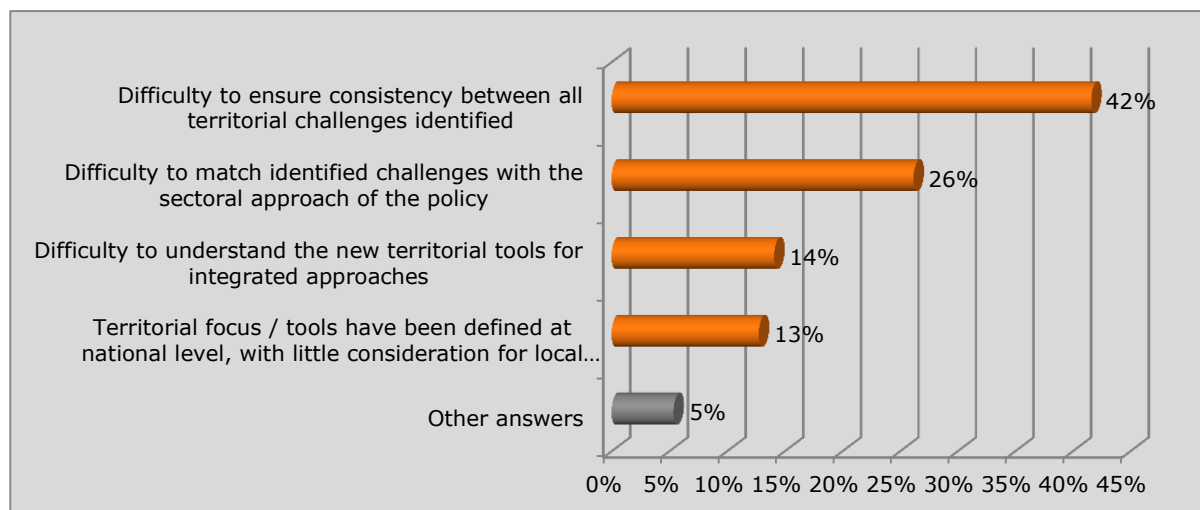 Difficulty to ensure consistency between all
territorial challenges identified
42%
Difficulty to match identified challenges with the
sectoral approach of the policy
26%
Difficulty to understand the new territorial tools for
integrated approaches
14%
Territorial focus / tools have been defined at
national level, with little consideration for local...
13%
Other answers
5%
0% 5% 10% 15% 20% 25% 30% 35% 40% 45%